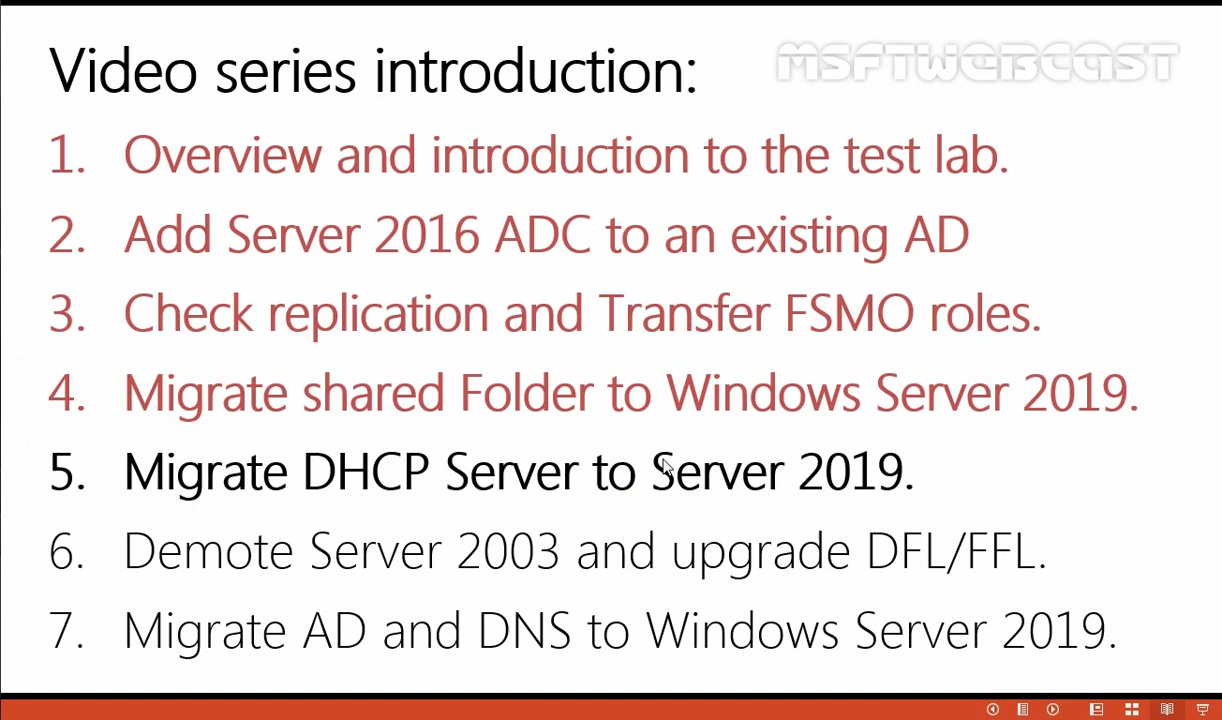 Video series introduction:
MSFTWEBCAST
1. Overview and introduction to the test lab.
2. Add Server 2016 ADC to an existing AD
3. Check replication and Transfer FSMO roles.
4. Migrate shared Folder to Windows Server 2019.
5. Migrate DHCP Server to Server 2019.
6. Demote Server 2003 and upgrade DFL/FFL.
7. Migrate AD and DNS to Windows Server 2019.